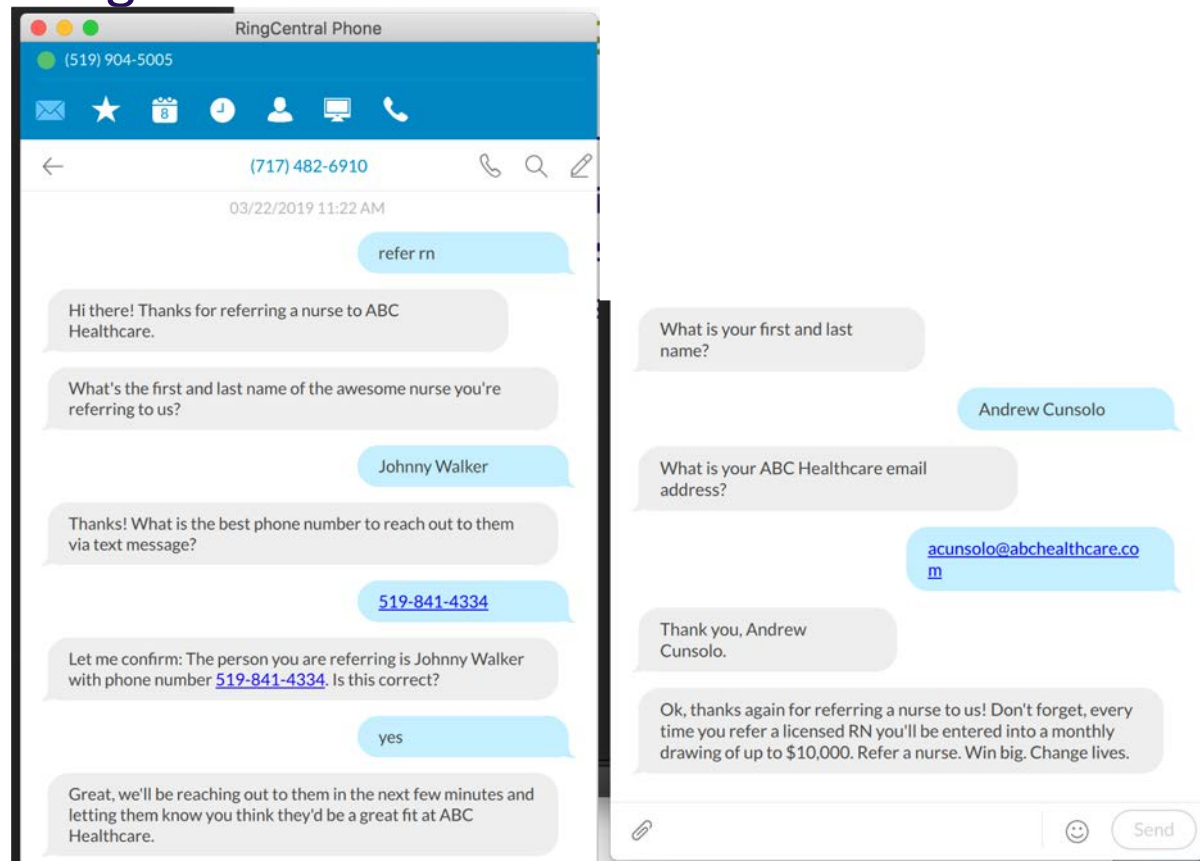 RingCentral Phone
(519) 904-5005
8
(717) 482-6910
03/22/2019 11:22 AM
refer rn
Hi there! Thanks for referring a nurse to ABC
Healthcare.
What's the first and last name of the awesome nurse you're
referring to us?
Johnny Walker
Thanks! What is the best phone number to reach out to them
via text message?
519-841-4334
Let me confirm: The person you are referring is Johnny Walker
with phone number 519-841-4334. Is this correct?
yes
Great, we'll be reaching out to them in the next few minutes and
letting them know you think they'd be a great fit at ABC
Healthcare.
What is your first and last
name?
Andrew Cunsolo
What is your ABC Healthcare email
address?
acunsolo@abchealthcare.co
m
Thank you, Andrew
Cunsolo.
Ok, thanks again for referring a nurse to us! Don't forget, every
time you refer a licensed RN you'll be entered into a monthly
drawing of up to $10,000. Refer a nurse. Win big. Change lives.
Send